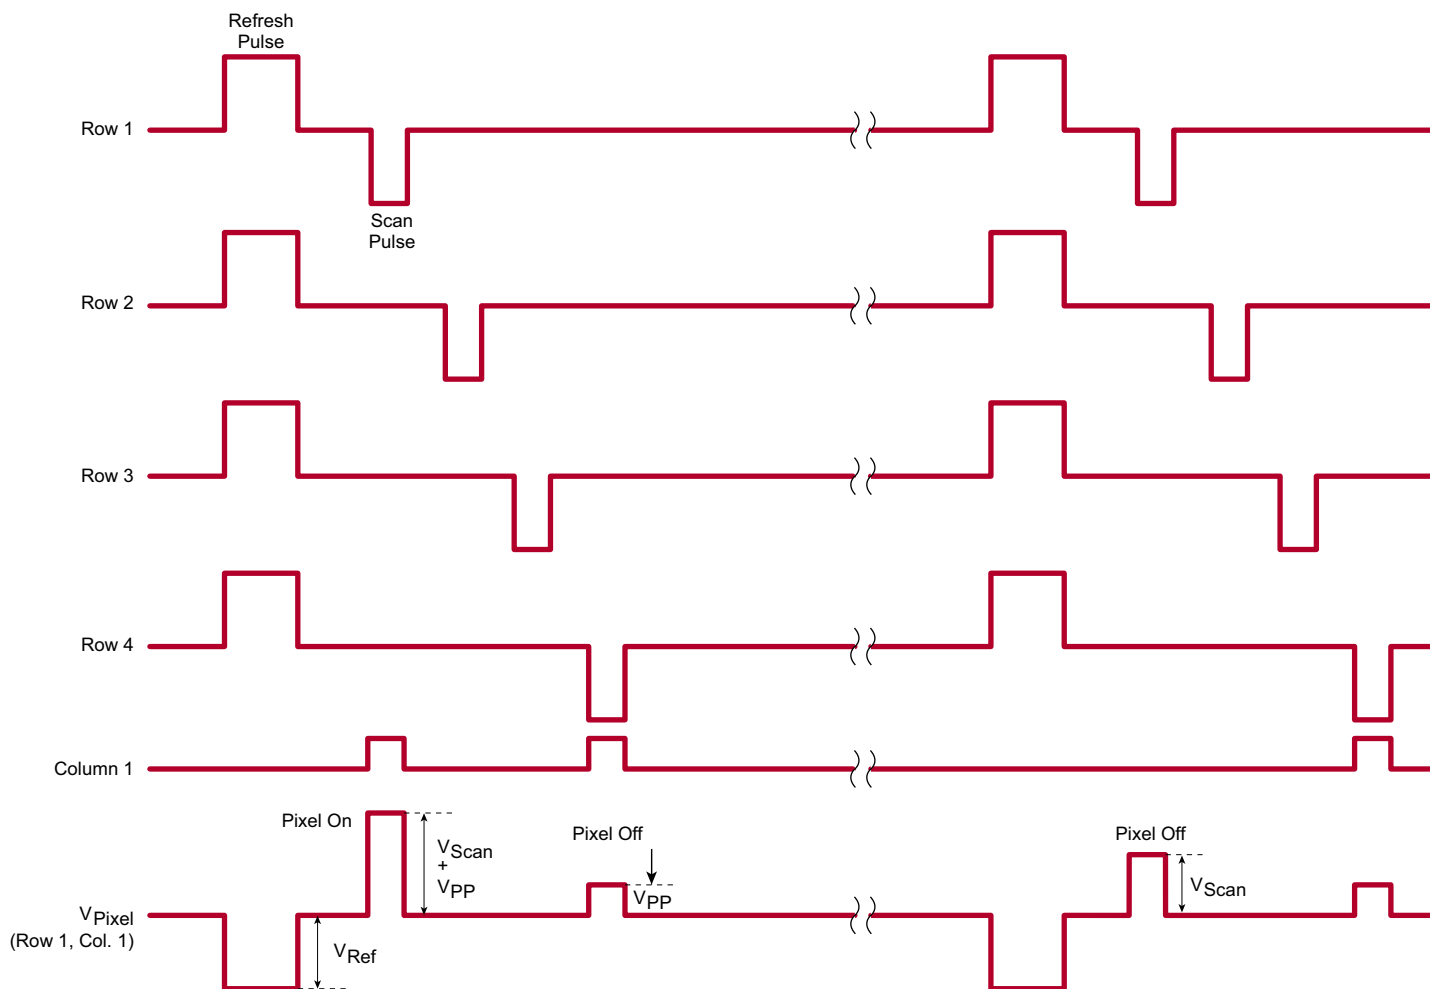 Refresh
Pulse
Row 1
Scan
Pulse
Row 2
Row 3
Row 4
Column 1
Pixel On
VScan
+
VPP
Pixel Off
VPP
Pixel Off
VScan
VPixel
(Row 1, Col. 1)
VRef